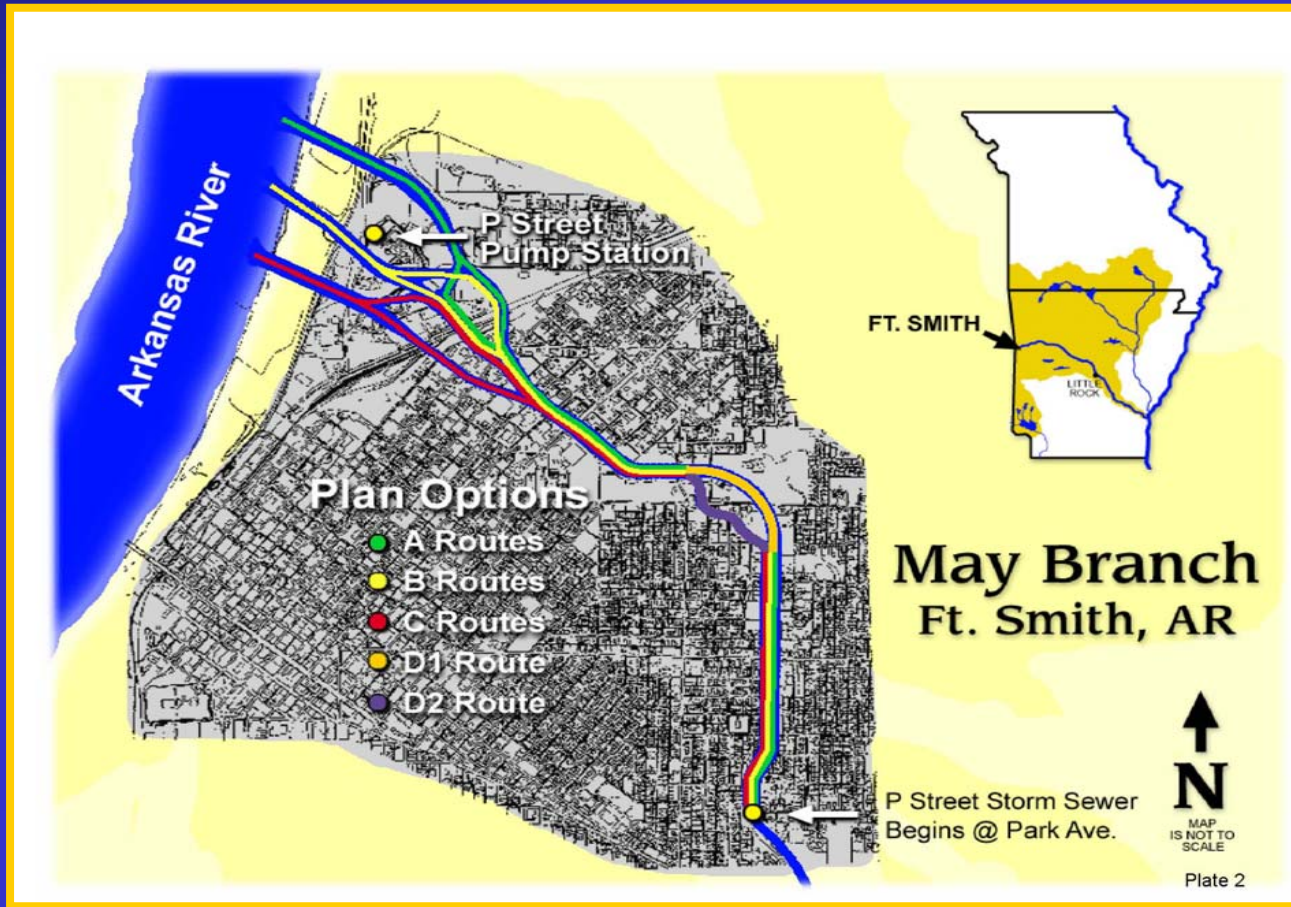 Arkansas River
P Street
Pump Station
FT. SMITH
LITTLE
ROCK
Plan Options
A Routes
B Routes
C Routes
D1 Route
D2 Route
May Branch
Ft. Smith, AR
P Street Storm Sewer
Begins @ Park Ave.
N
MAP
IS NOT TO
SCALE
Plate 2